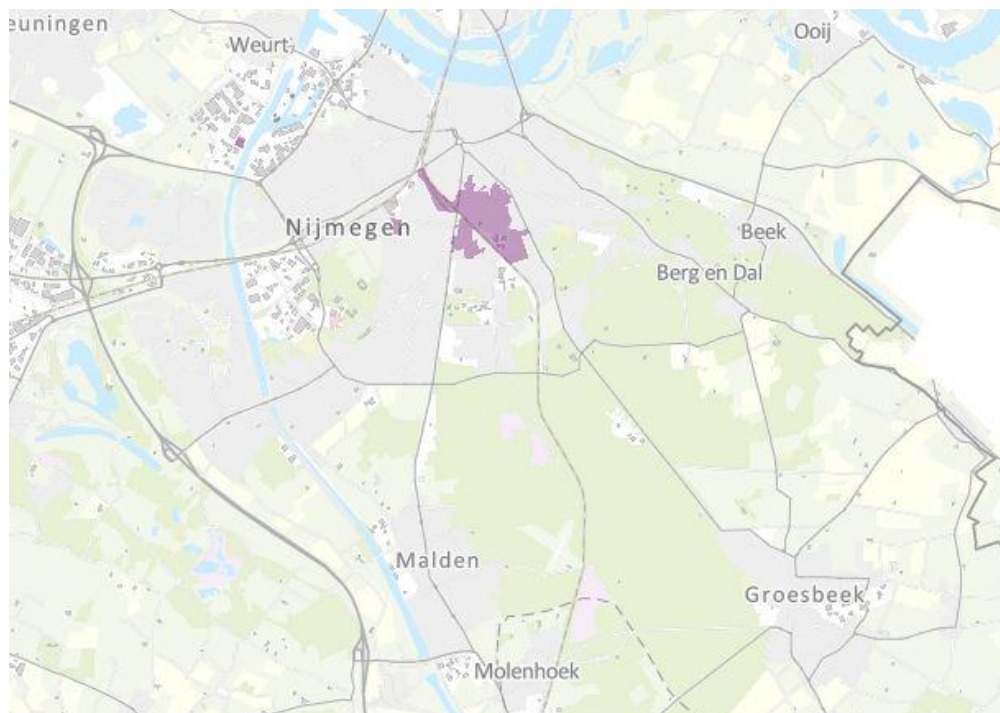 euningen
Weurt
Ooij
Nijmegen
Beek
Berg en Dal
Malden
Groesbeek
Molenhoek